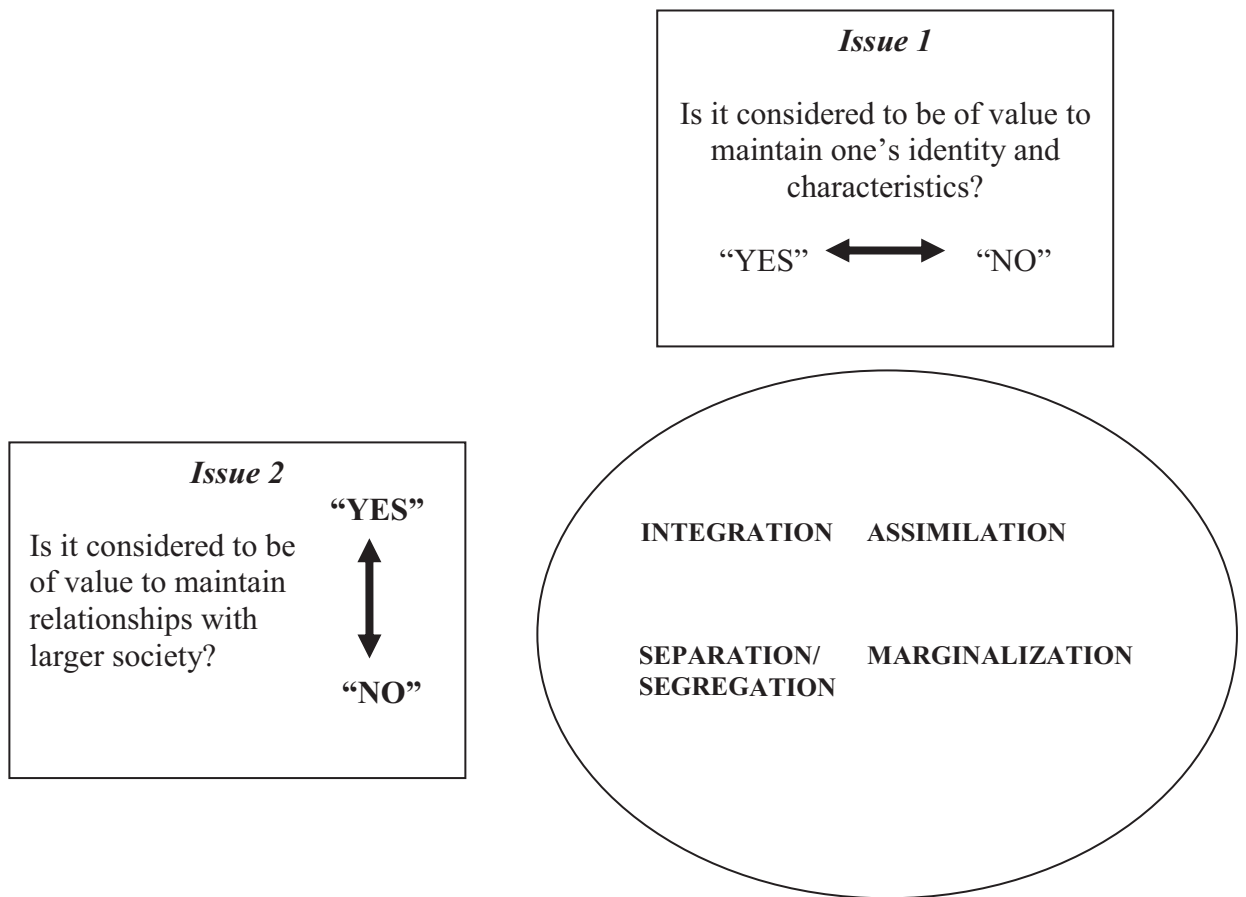 Issue 1
Is it considered to be of value to
maintain one’s identity and
characteristics?
“YES” “NO”
Issue 2
“YES”
Is it considered to be
of value to maintain
relationships with
larger society?
“NO”
INTEGRATION ASSIMILATION
SEPARATION/ MARGINALIZATION
SEGREGATION